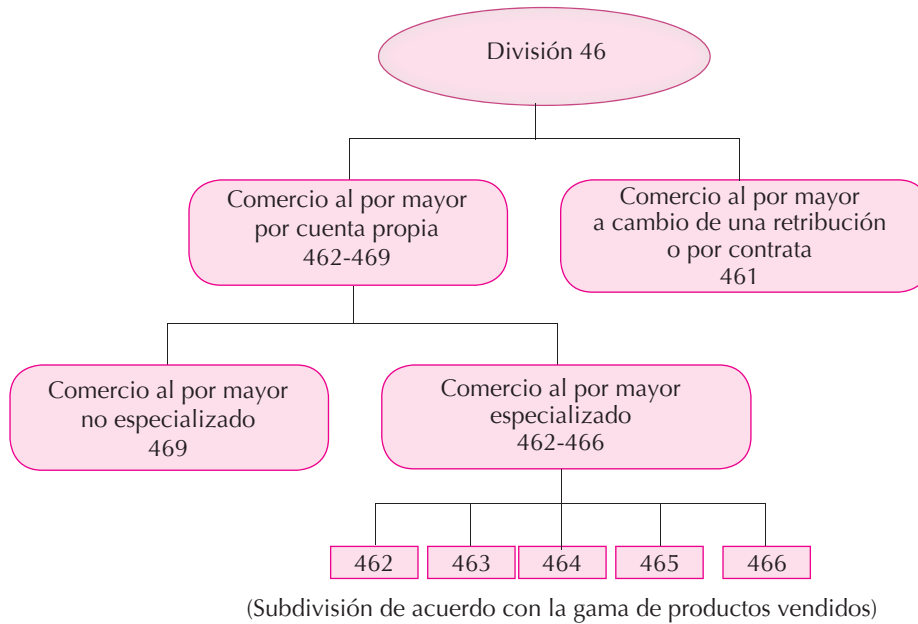 División 46
Comercio al por mayor
por cuenta propia
462-469
Comercio al por mayor
a cambio de una retribución
o por contrata
461
Comercio al por mayor
no especializado
469
Comercio al por mayor
especializado
462-466
462
463
464
465
466
(Subdivisión de acuerdo con la gama de productos vendidos)